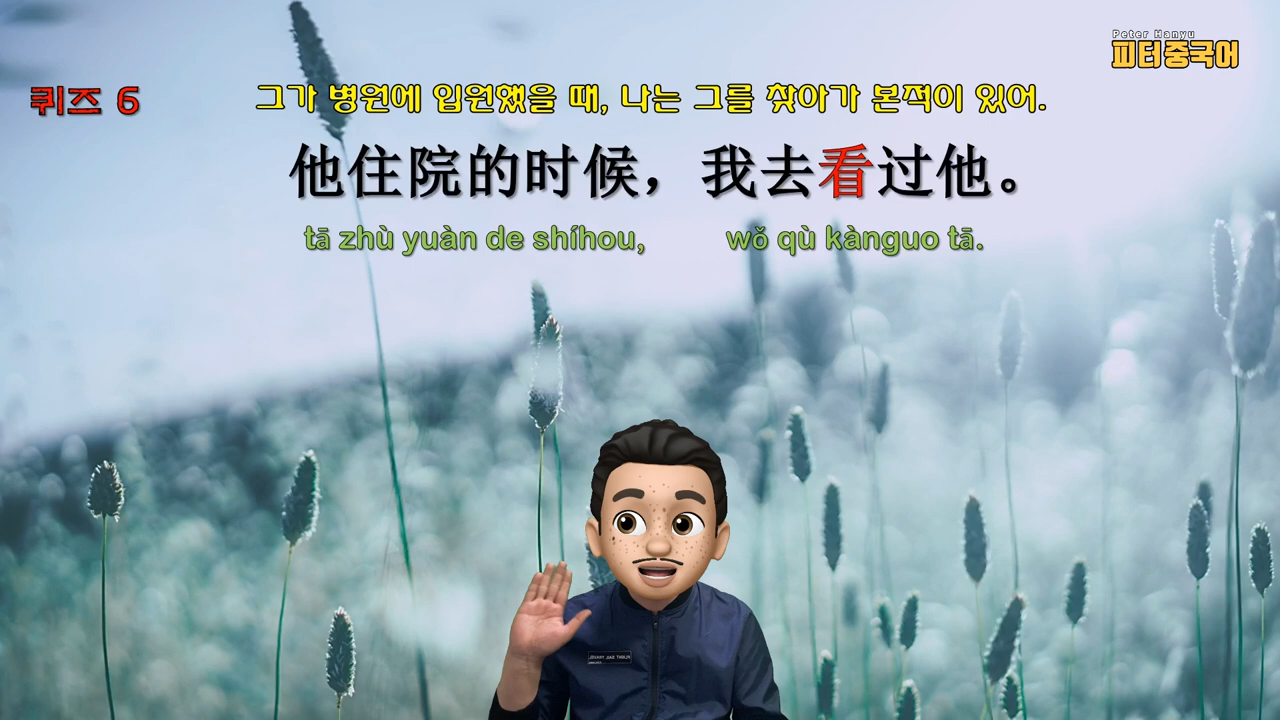 Peter Hanyu
피터중국어
퀴즈 6
그가 병원에 입원했을 때, 나는 그를 찾아가 본적이 있어.
他住院的时候，我去看过他。
tā zhù yuàn de shíhou, wǒ qù kànguo tā.